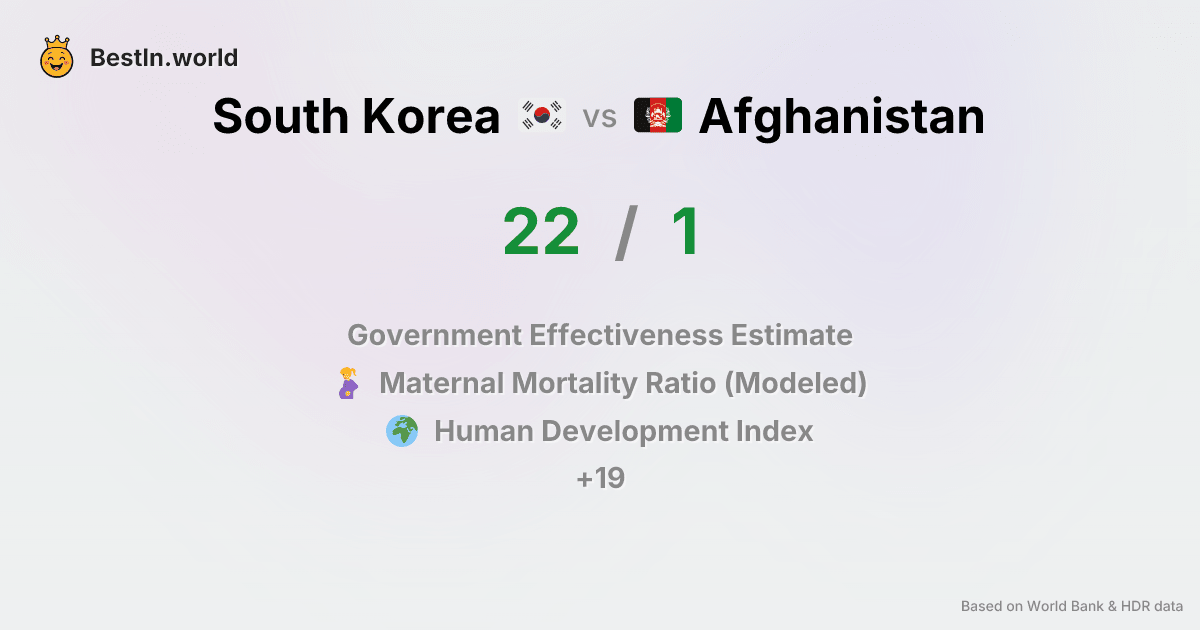 BestIn.world
South Korea vs Afghanistan
22 / 1
Government Effectiveness Estimate
Maternal Mortality Ratio (Modeled)
Human Development Index
+19
Based on World Bank & HDR data